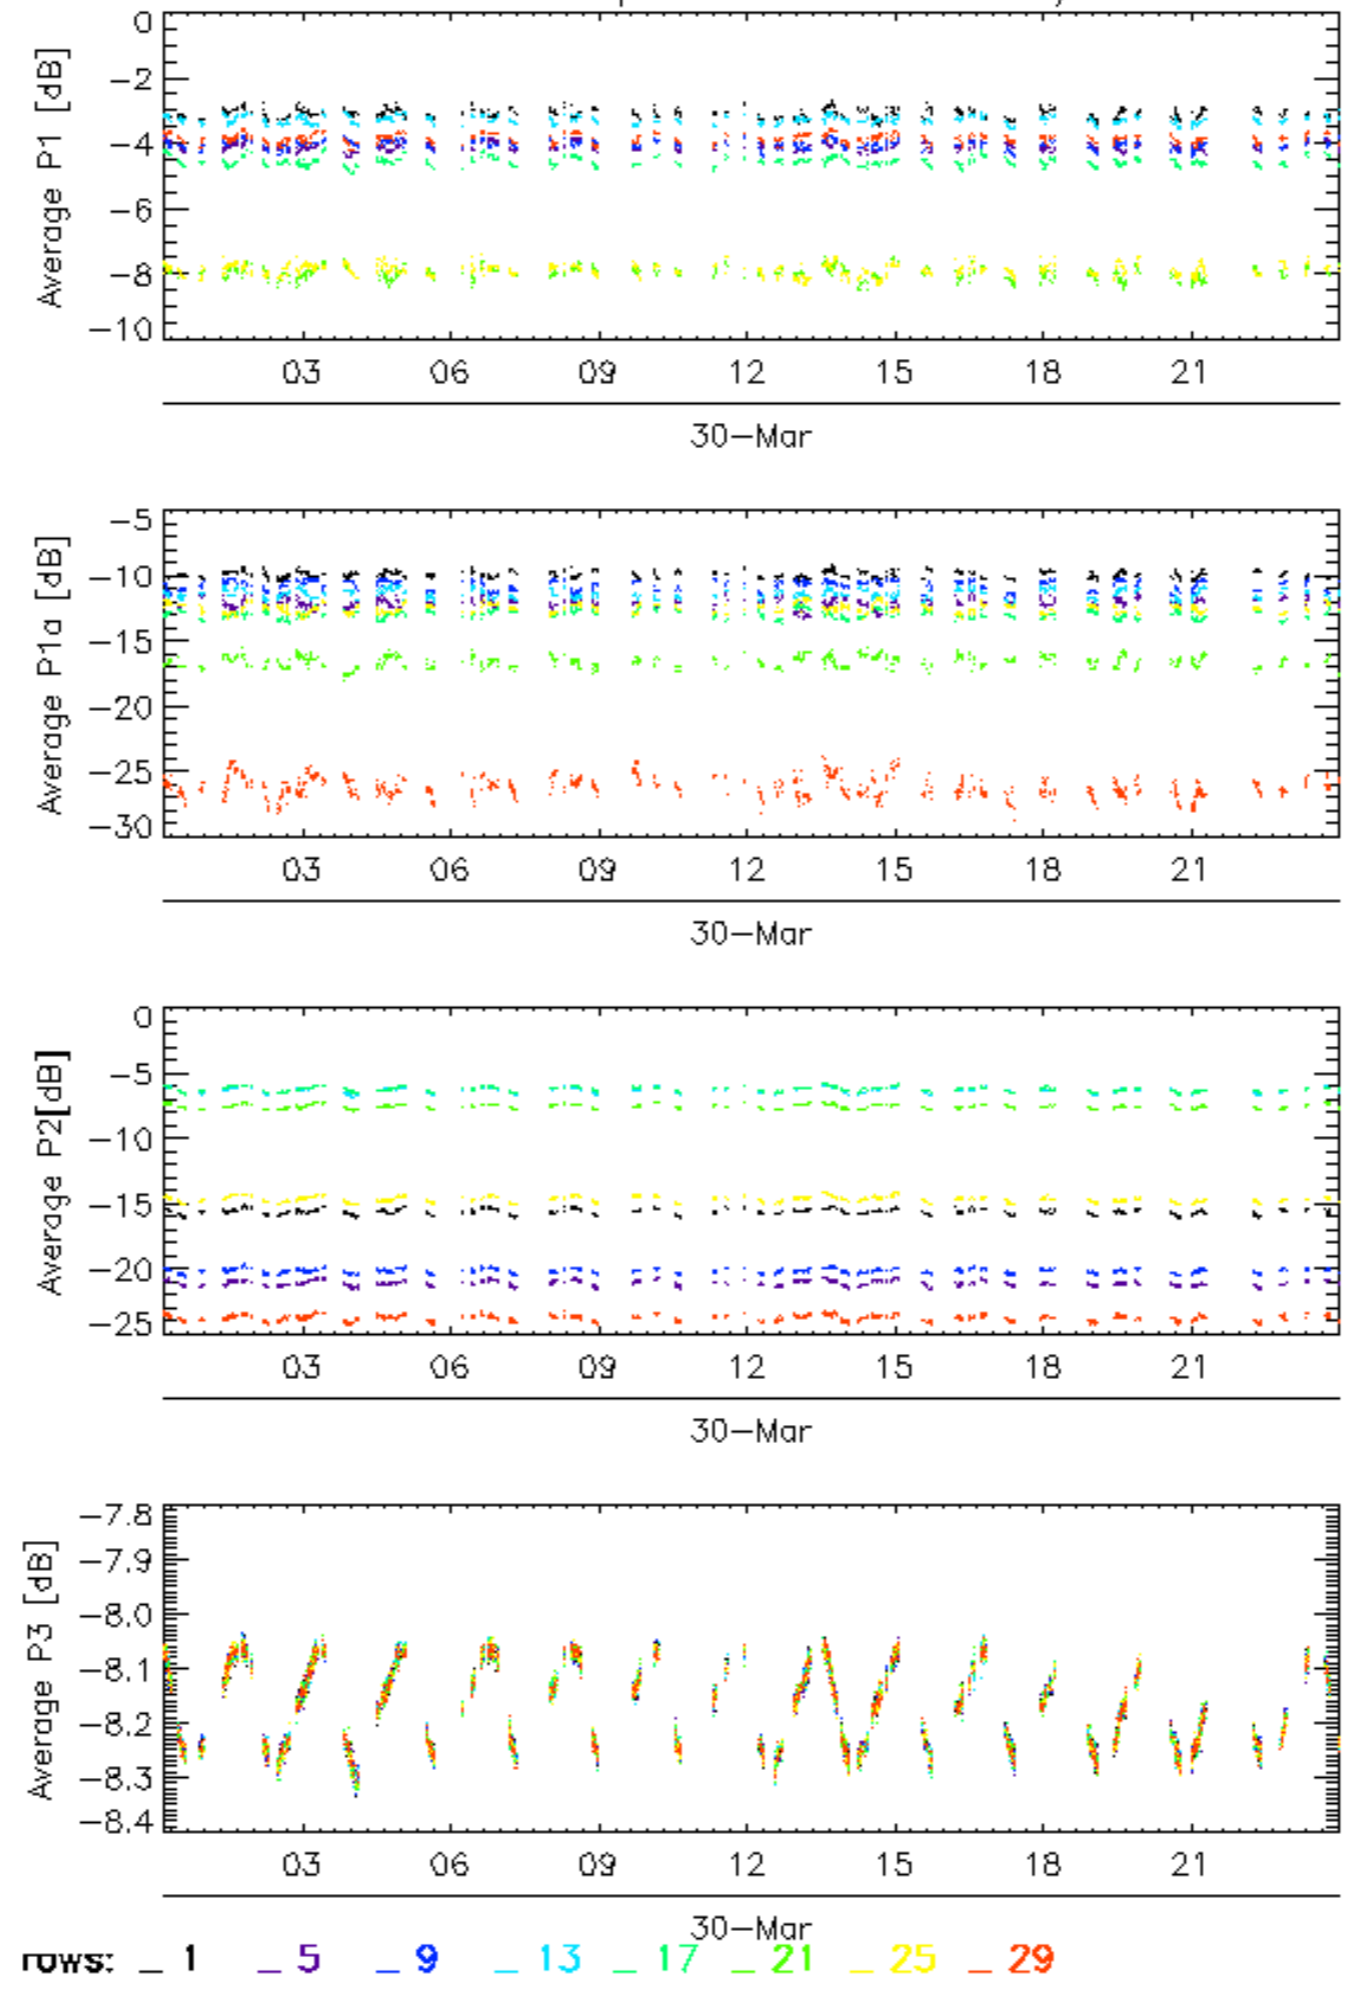 0
Average P1 [dB]
−2
−4
−6
−8
−10
03 06 09 12 15 18 21
30−Mar
−5
Average P1a [dB]
−10
−15
−20
−25
−30
03 06 09 12 15 18 21
30−Mar
0
Average P2[dB]
−5
−10
−15
−20
−25
03 06 09 12 15 18 21
30−Mar
−7.8
Average P3 [dB]
−7.9
−8.0
−8.1
−8.2
−8.3
−8.4
03 06 09 12 15 18 21
30−Mar
rows: _ 1 _ 5 _ 9 _ 13 _ 17 _ 21 _ 25 _ 29